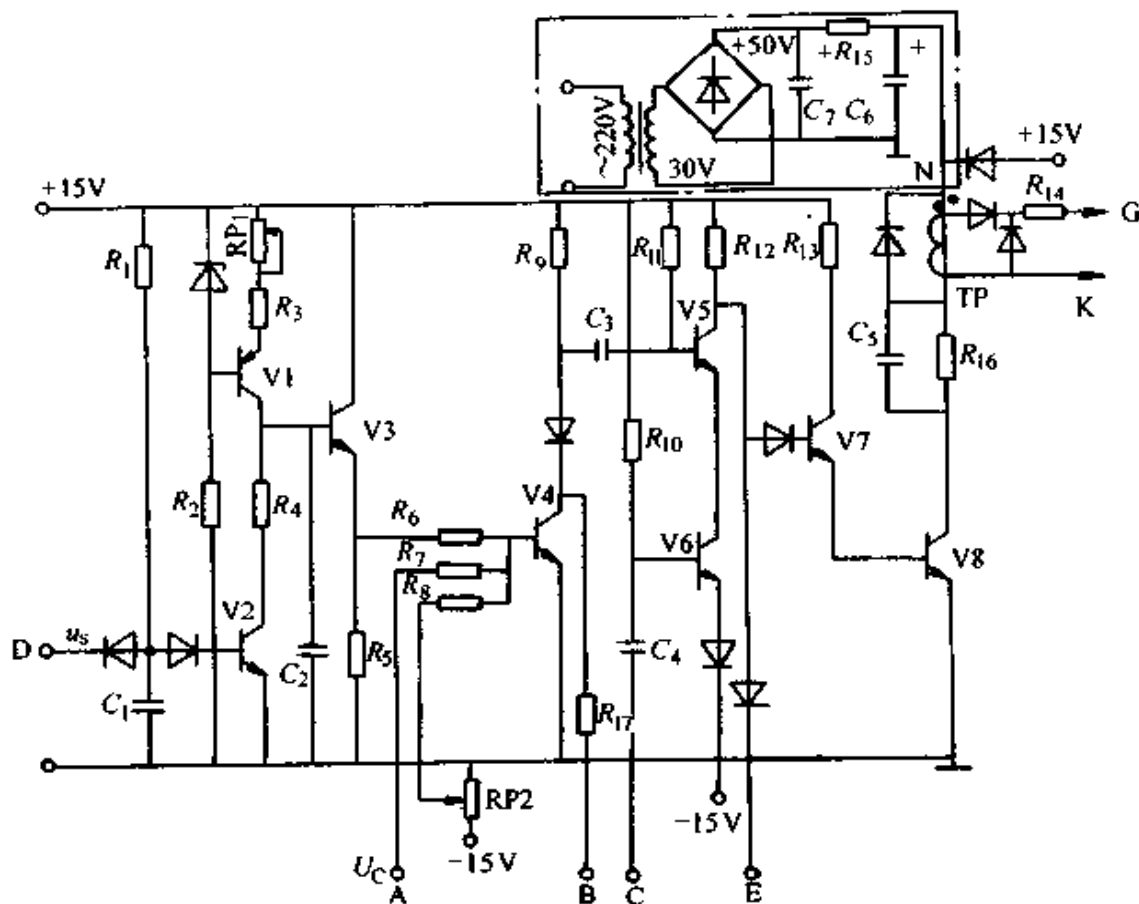 +50V
+R15
+
C7
C6
~220V
30V
+15V
N
R14
G
K
TP
+15V
R1
RP1
R3
V1
R2
R4
V3
V2
D
us
C1
C2
R5
R6
R7
R8
V4
RP2
−15V
UC
A
R9
C3
R10
R11
R12
R13
V5
V6
V7
C4
R17
−15V
B
C
E
C5
R16
V8